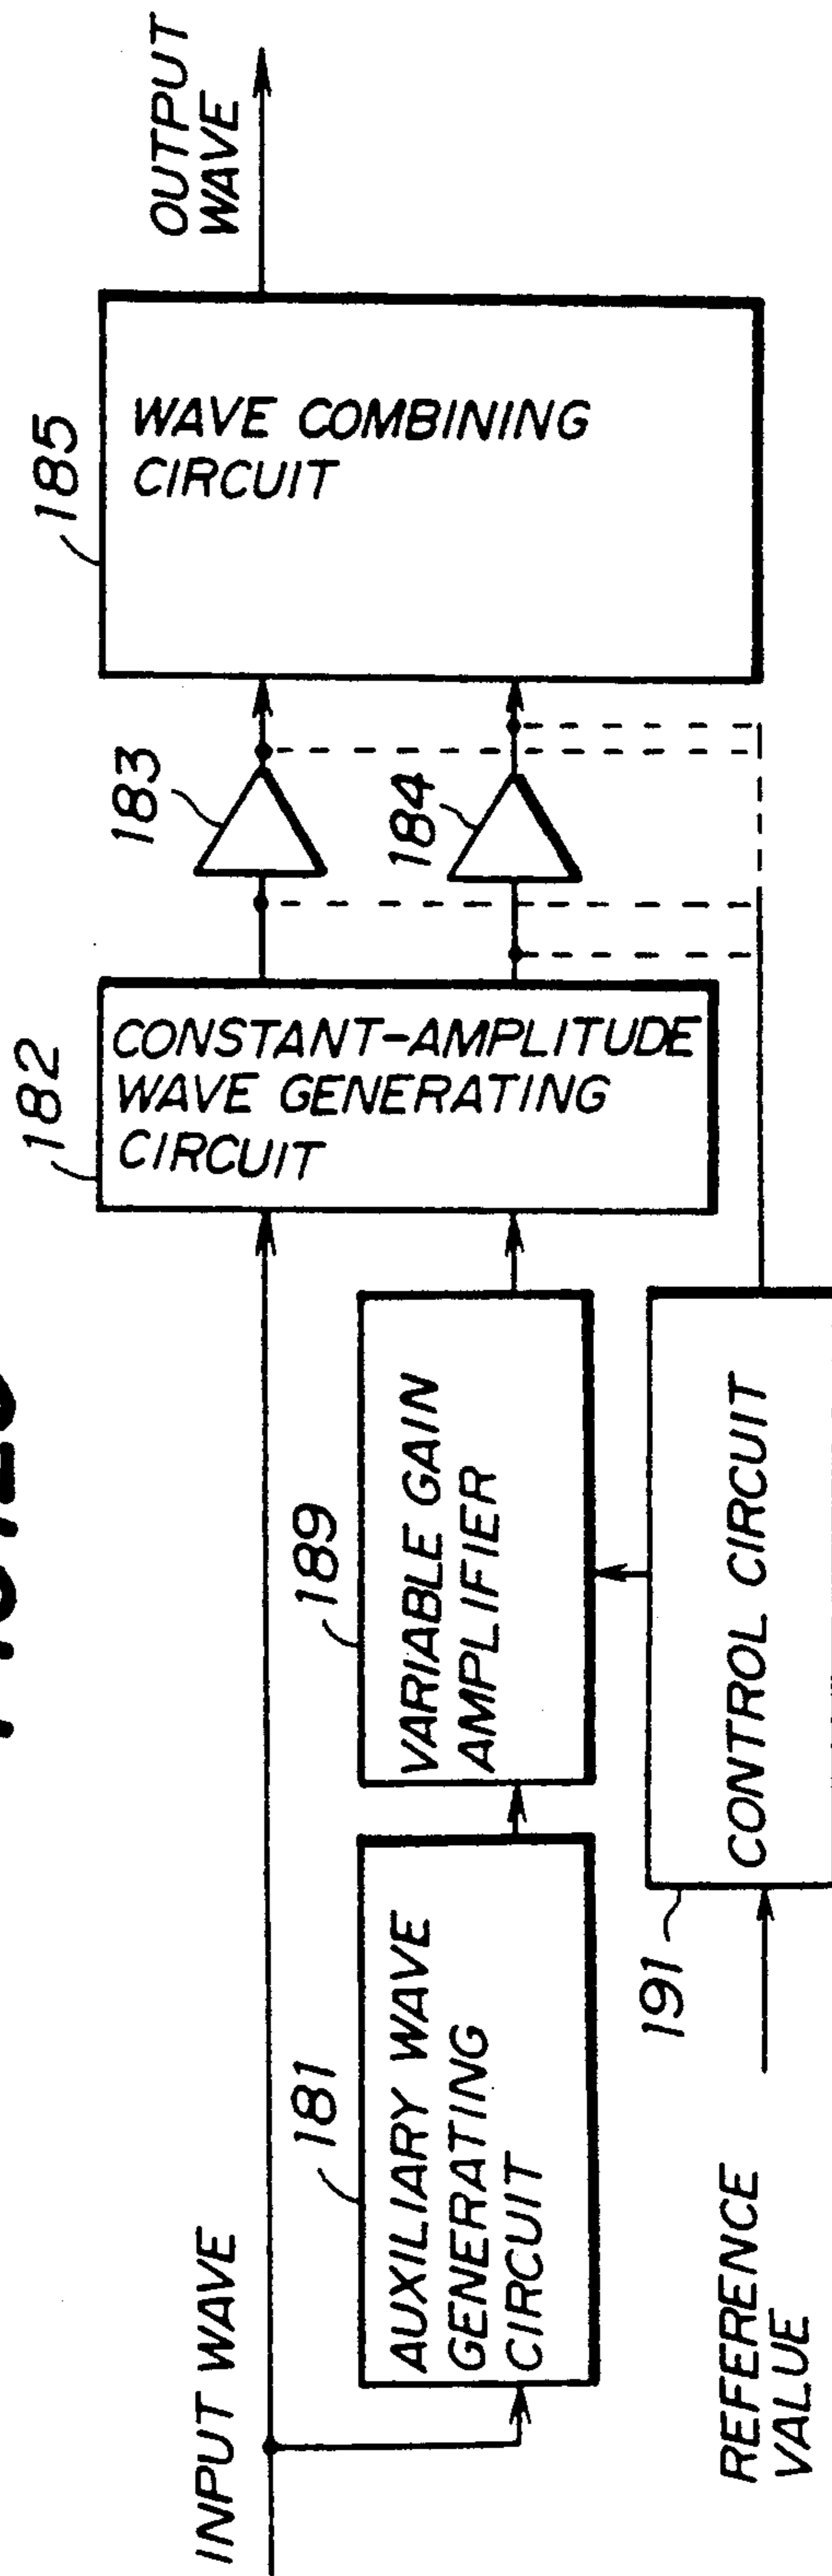 INPUT WAVE
181
AUXILIARY WAVE
GENERATING
CIRCUIT
189
VARIABLE GAIN
AMPLIFIER
REFERENCE
VALUE
191
CONTROL CIRCUIT
182
CONSTANT-AMPLITUDE
WAVE GENERATING
CIRCUIT
183
184
185
WAVE COMBINING
CIRCUIT
OUTPUT
WAVE